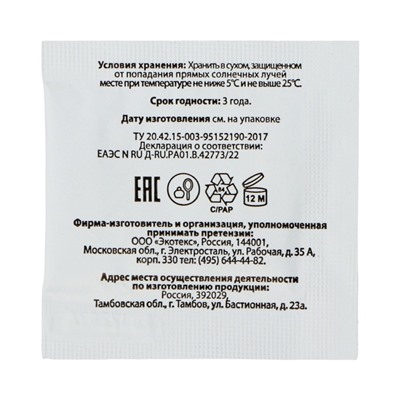 Условия хранения: Хранить в сухом, защищенном
от попадания прямых солнечных лучей
месте при температуре не ниже 5°С и не выше 25°С.
Срок годности: 3 года.
Дату изготовления см. на упаковке
ТУ 20.42.15-003-95152190-2017
Декларация о соответствии:
ЕАЭС N RU Д-RU.РА01.В.42773/22
EAC
84
C/PAP
12 M
Фирма-изготовитель и организация, уполномоченная
принимать претензии:
ООО «Экотекс», Россия, 144001,
Московская обл., г. Электросталь, ул. Рабочая, д. 35 А,
корп. 330 тел: (495) 644-44-82.
Адрес места осуществления деятельности
по изготовлению продукции:
Россия, 392029,
Тамбовская обл., г. Тамбов, ул. Бастионная, д. 23а.